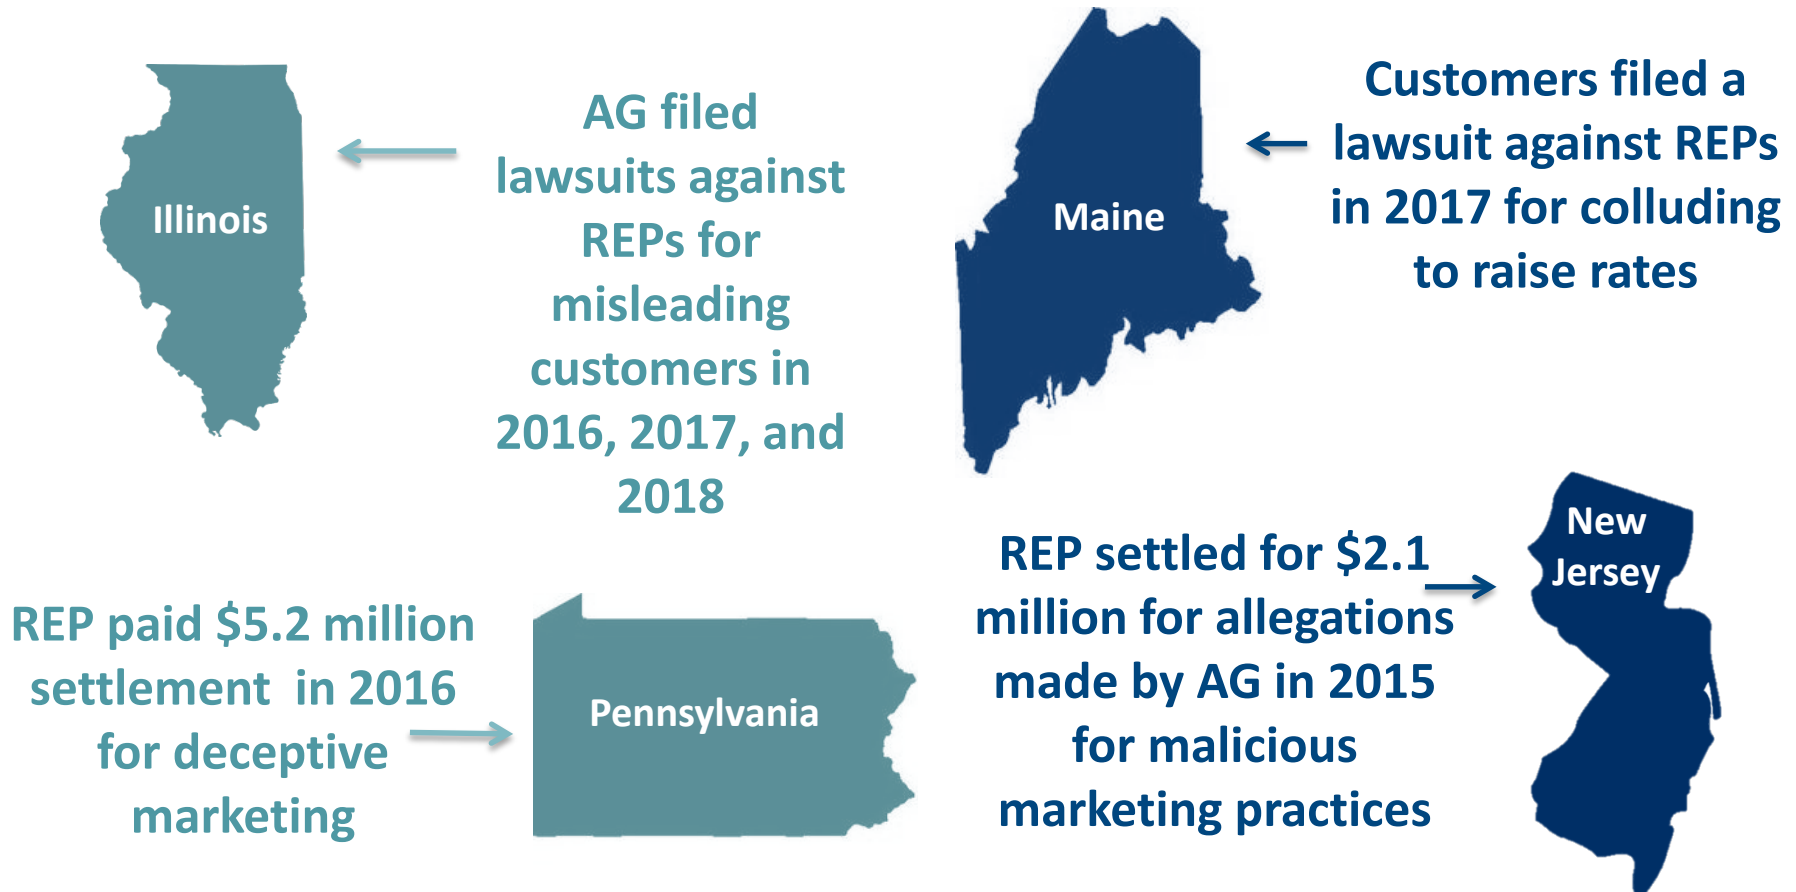 Illinois
AG filed
lawsuits against
REPs for
misleading
customers in
2016, 2017, and
2018
Maine
Customers filed a
lawsuit against REPs
in 2017 for colluding
to raise rates
REP paid $5.2 million
settlement  in 2016
for deceptive
marketing
Pennsylvania
REP settled for $2.1
million for allegations
made by AG in 2015
for malicious
marketing practices
New
Jersey